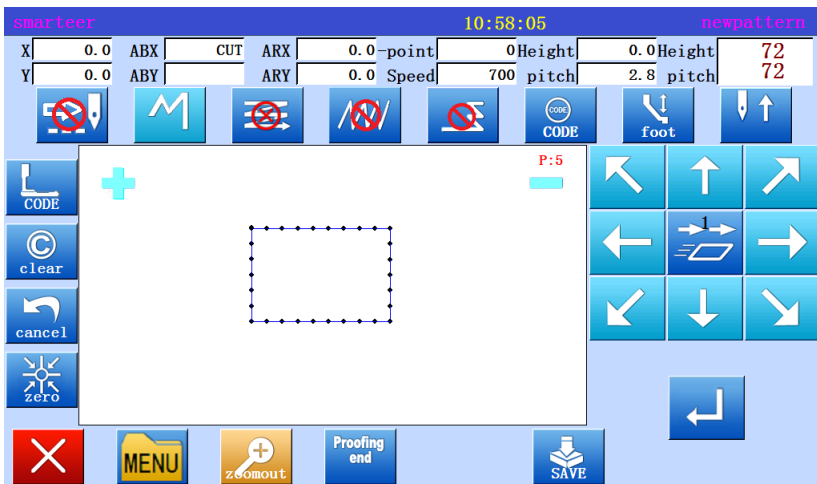 smarteer 10:58:05 newpattern
X 0.0 ABX CUT ARX 0.0 -point 0 Height 0.0 Height 72
Y 0.0 ABY ARY 0.0 Speed 700 pitch 2.8 pitch 72
CODE
CODE foot
P:5
CODE
1
clear
cancel
zero
MENU zoomout Proofing
end
SAVE